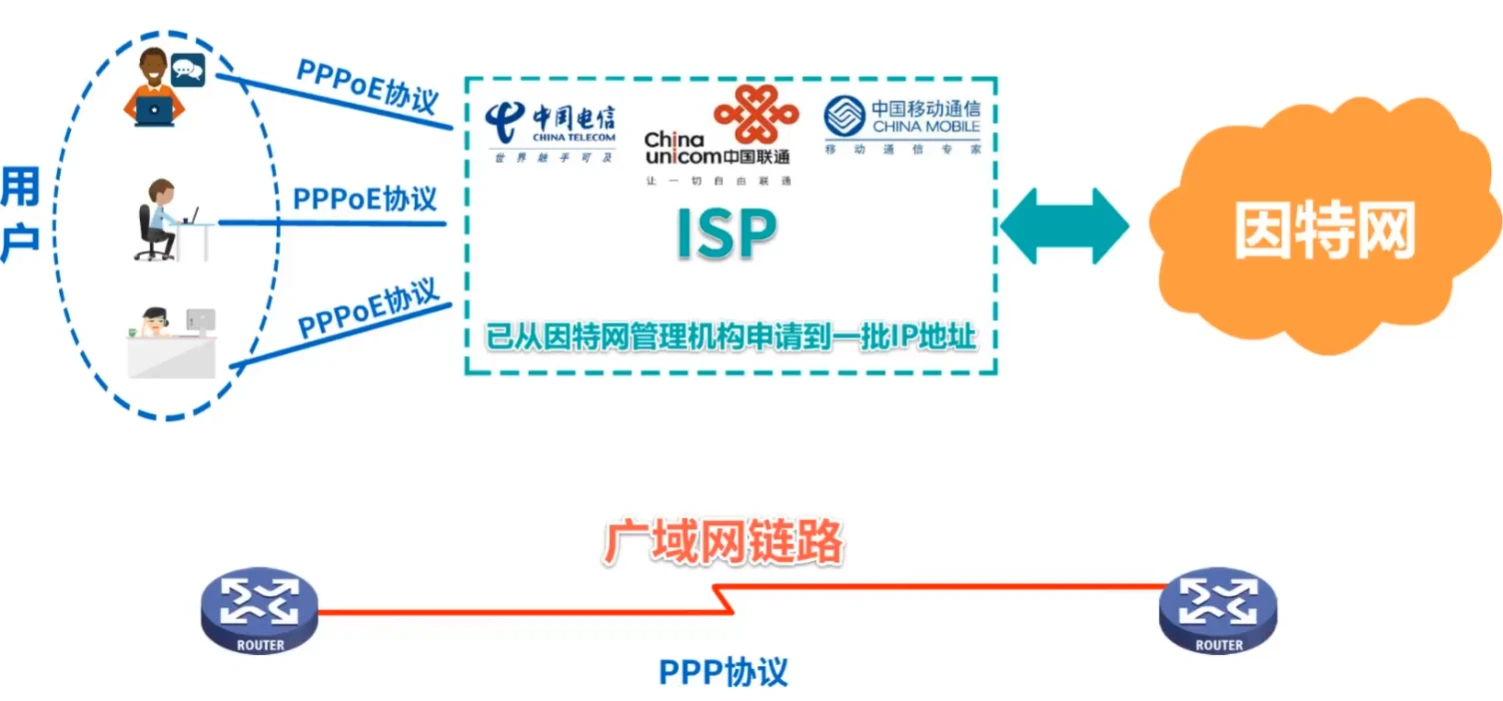 PPPoE协议
中国电信
CHINA TELECOM
世界触手可及
China
unicom中国联通
让一切自由联通
中国移动通信
CHINA MOBILE
移动通信专家
用户
PPPoE协议
ISP
因特网
PPPoE协议
已从因特网管理机构申请到一批IP地址
广域网链路
ROUTER
ROUTER
PPP协议